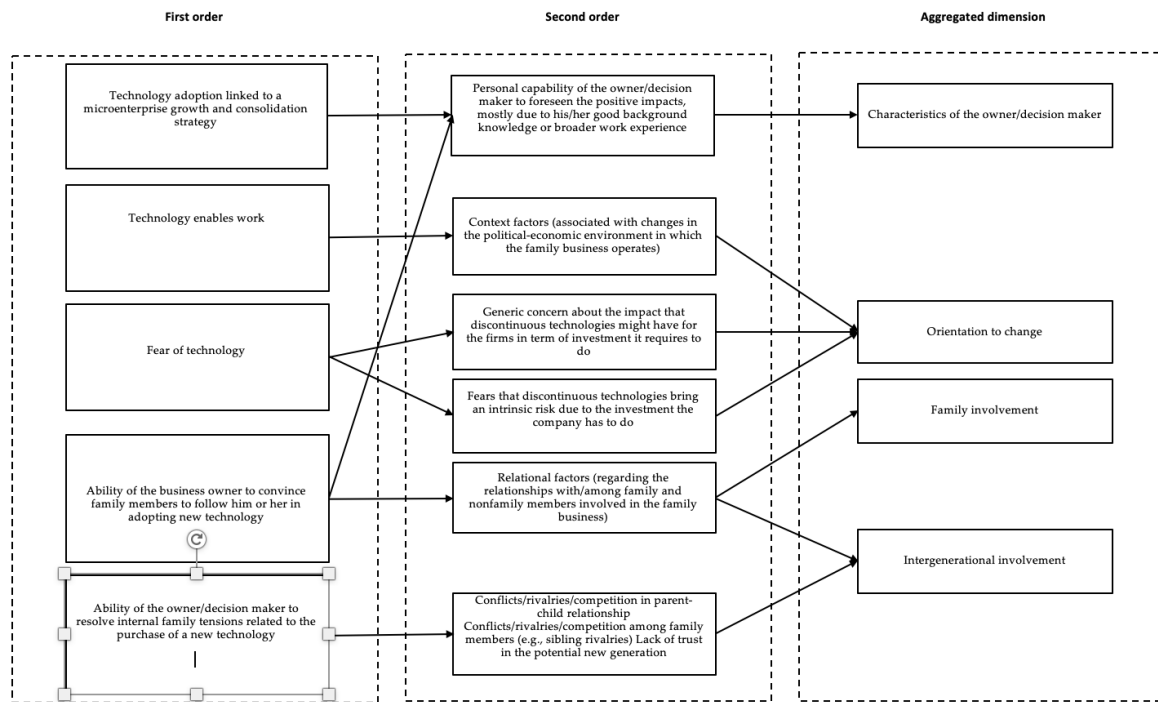 First order
Second order
Aggregated dimension
Technology adoption linked to a
microenterprise growth and consolidation
strategy
Personal capability of the owner/decision
maker to foreseen the positive impacts,
mostly due to his/her good background
knowledge or broader work experience
Characteristics of the owner/decision maker
Technology enables work
Context factors (associated with changes in
the political-economic environment in which
the family business operates)
Fear of technology
Generic concern about the impact that
discontinuous technologies might have for
the firms in term of investment it requires to
do
Orientation to change
Fears that discontinuous technologies bring
an intrinsic risk due to the investment the
company has to do
Family involvement
Ability of the business owner to convince
family members to follow him or her in
adopting new technology
Relational factors (regarding the
relationships with/among family and
nonfamily members involved in the family
business)
Intergenerational involvement
Ability of the owner/decision maker to
resolve internal family tensions related to the
purchase of a new technology
Conflicts/rivalries/competition in parent-
child relationship
Conflicts/rivalries/competition among family
members (e.g., sibling rivalries) Lack of trust
in the potential new generation